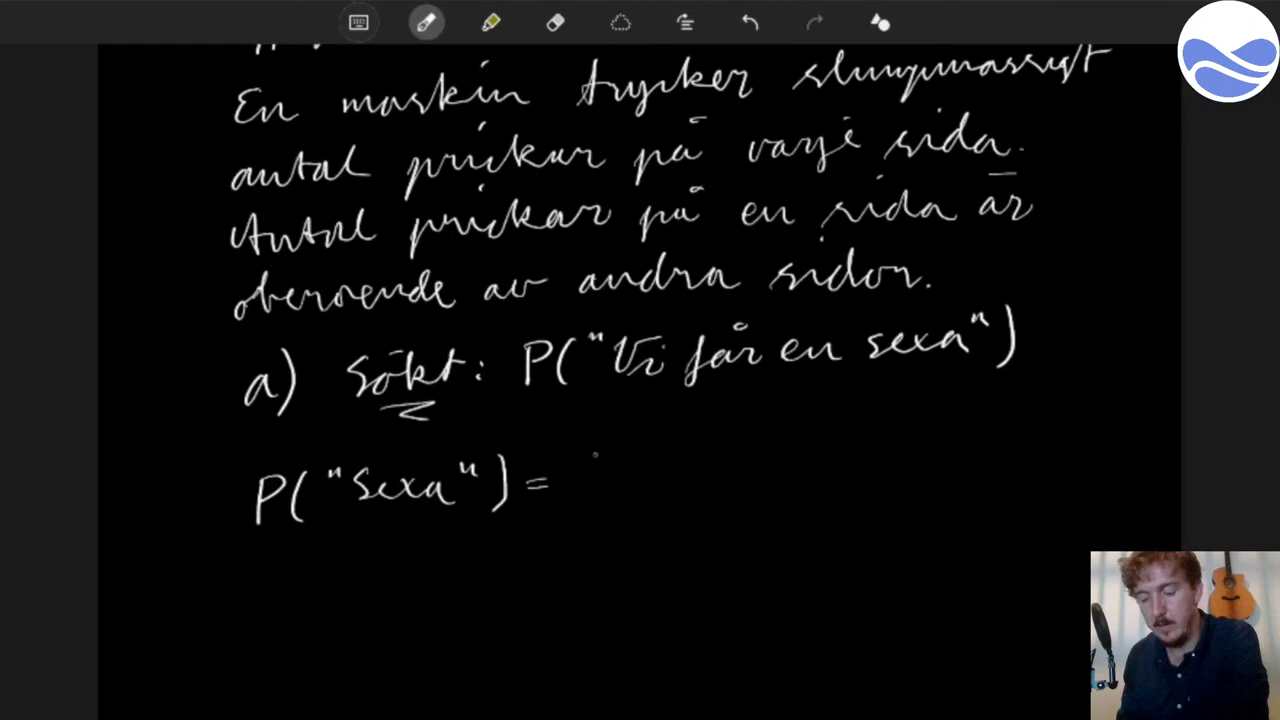 En maskin trycker slumpmässigt
antal prickar på varje sida.
Antal prickar på en sida är
oberoende av andra sidor.
a) Sökt: P("Vi får en sexa")
P("Sexa") =